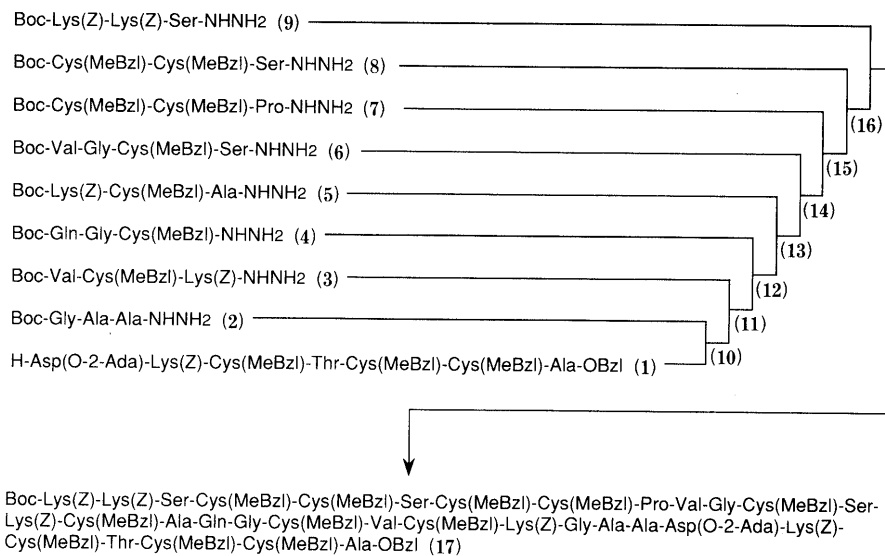 Boc-Lys(Z)-Lys(Z)-Ser-NHNH2 (9)
Boc-Cys(MeBzl)-Cys(MeBzl)-Ser-NHNH2 (8)
Boc-Cys(MeBzl)-Cys(MeBzl)-Pro-NHNH2 (7)
(16)
Boc-Val-Gly-Cys(MeBzl)-Ser-NHNH2 (6)
(15)
Boc-Lys(Z)-Cys(MeBzl)-Ala-NHNH2 (5)
(14)
Boc-Gln-Gly-Cys(MeBzl)-NHNH2 (4)
(13)
Boc-Val-Cys(MeBzl)-Lys(Z)-NHNH2 (3)
(12)
Boc-Gly-Ala-Ala-NHNH2 (2)
(11)
H-Asp(O-2-Ada)-Lys(Z)-Cys(MeBzl)-Thr-Cys(MeBzl)-Cys(MeBzl)-Ala-OBzl (1)
(10)
Boc-Lys(Z)-Lys(Z)-Ser-Cys(MeBzl)-Cys(MeBzl)-Ser-Cys(MeBzl)-Cys(MeBzl)-Pro-Val-Gly-Cys(MeBzl)-Ser-
Lys(Z)-Cys(MeBzl)-Ala-Gln-Gly-Cys(MeBzl)-Val-Cys(MeBzl)-Lys(Z)-Gly-Ala-Ala-Asp(O-2-Ada)-Lys(Z)-
Cys(MeBzl)-Thr-Cys(MeBzl)-Cys(MeBzl)-Ala-OBzl (17)